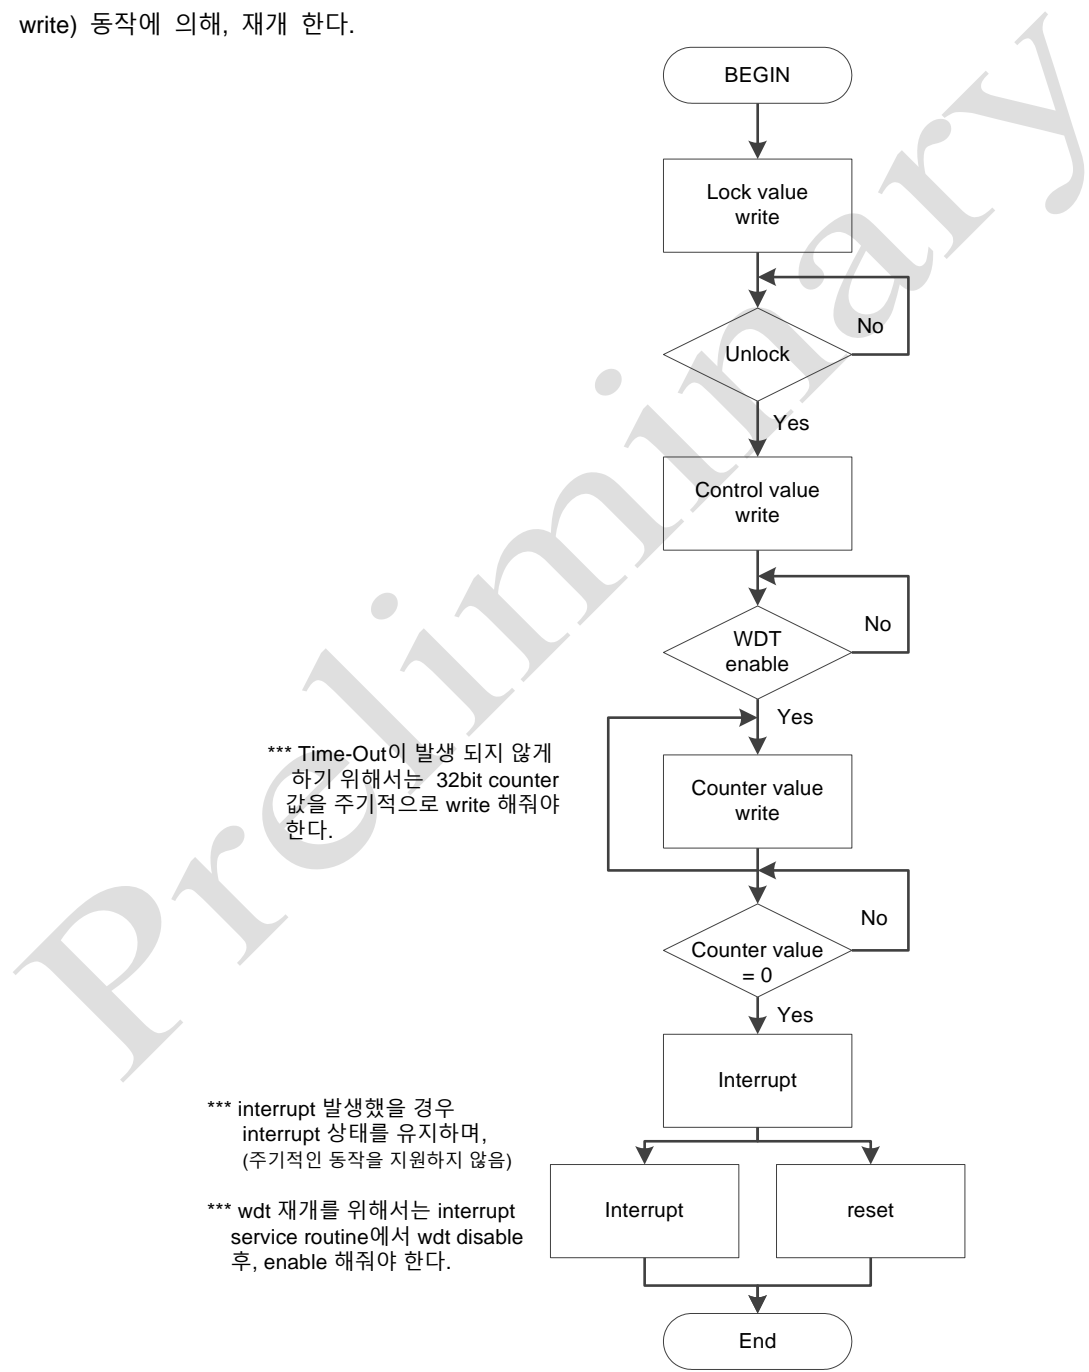 write) 동작에 의해, 재개 한다.
BEGIN
Lock value
write
No
Unlock
Yes
Control value
write
No
WDT
enable
Yes
*** Time-Out이 발생 되지 않게
하기 위해서는 32bit counter
값을 주기적으로 write 해줘야
한다.
Counter value
write
No
Counter value
= 0
Yes
Interrupt
*** interrupt 발생했을 경우
interrupt 상태를 유지하며,
(주기적인 동작을 지원하지 않음)
*** wdt 재개를 위해서는 interrupt
service routine에서 wdt disable
후, enable 해줘야 한다.
Interrupt
reset
End
Preliminary